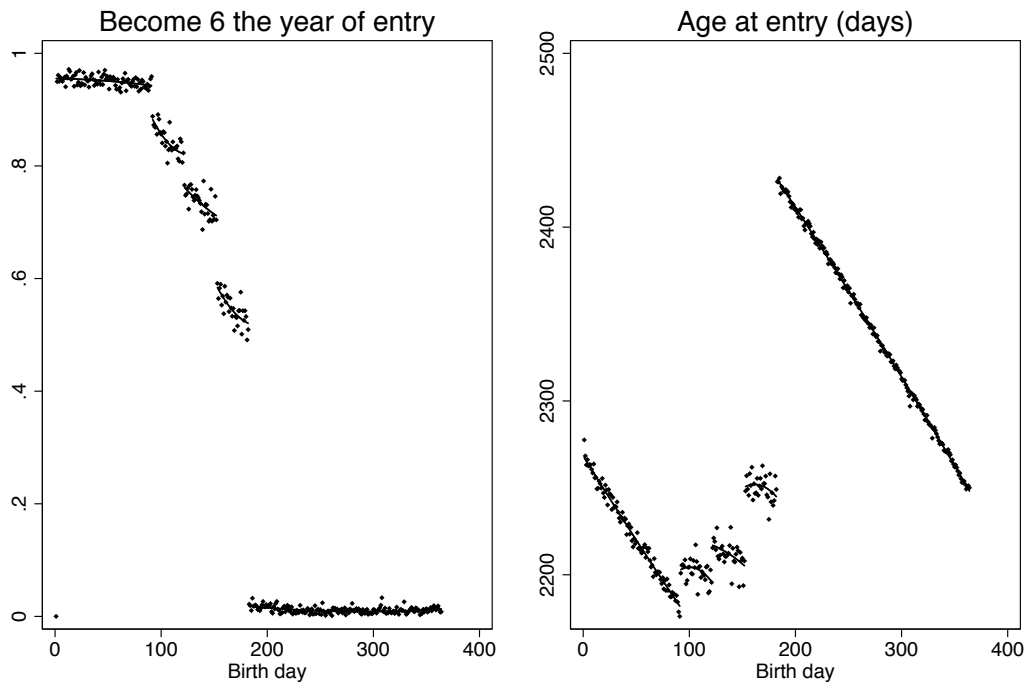 Become 6 the year of entry
1
.8
.6
.4
.2
0
0 100 200 300 400
Birth day
Age at entry (days)
2500
2400
2300
2200
0 100 200 300 400
Birth day